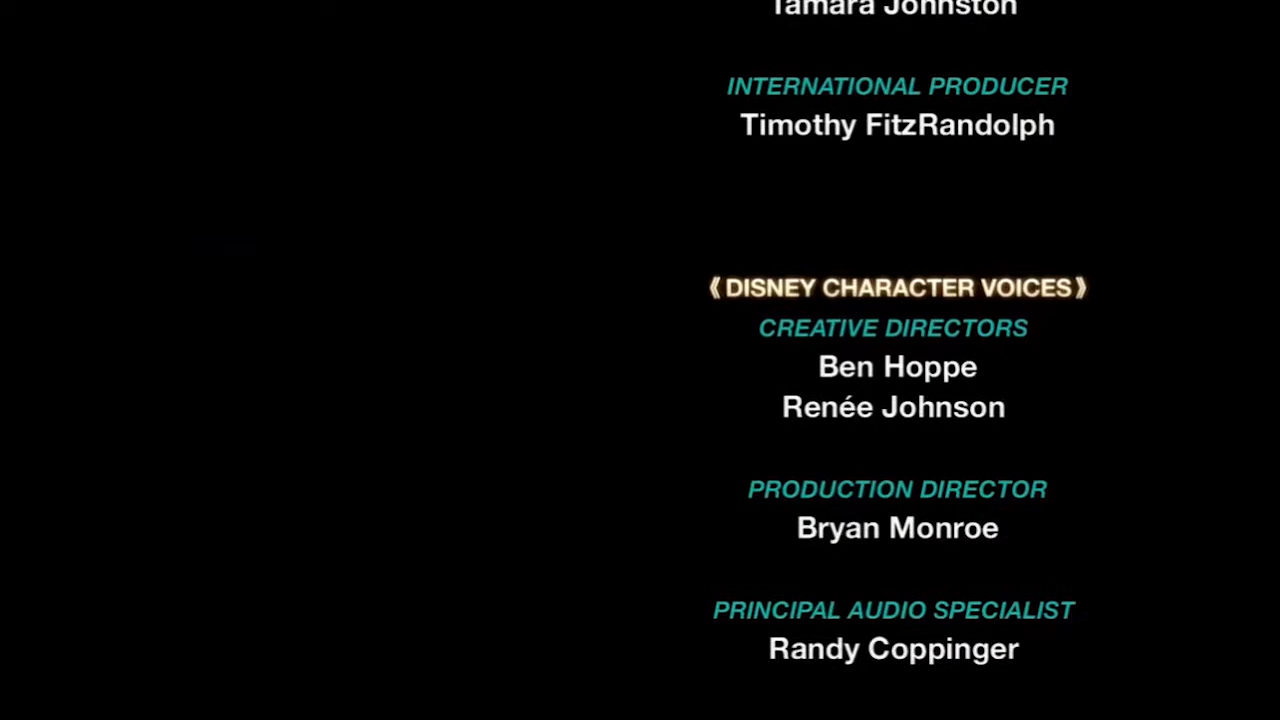 Tamara Johnston
INTERNATIONAL PRODUCER
Timothy FitzRandolph
《DISNEY CHARACTER VOICES》
CREATIVE DIRECTORS
Ben Hoppe
Renée Johnson
PRODUCTION DIRECTOR
Bryan Monroe
PRINCIPAL AUDIO SPECIALIST
Randy Coppinger